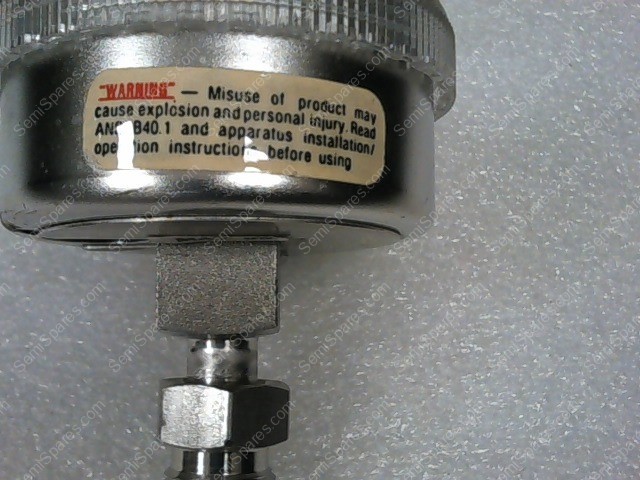 WARNING — Misuse of product may
cause explosion and personal injury. Read
B40.1 and apparatus installation/
operation instructions before using
SemiSpares.com